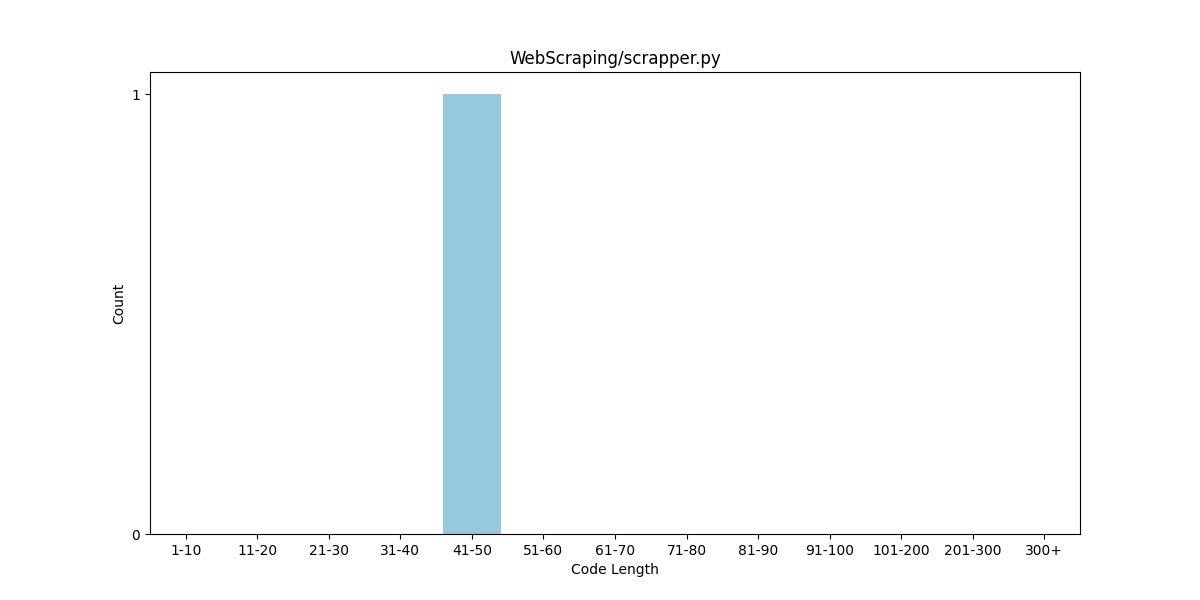 WebScraping/scrapper.py
1
Count
0
1-10 11-20 21-30 31-40 41-50 51-60 61-70 71-80 81-90 91-100 101-200 201-300 300+
Code Length